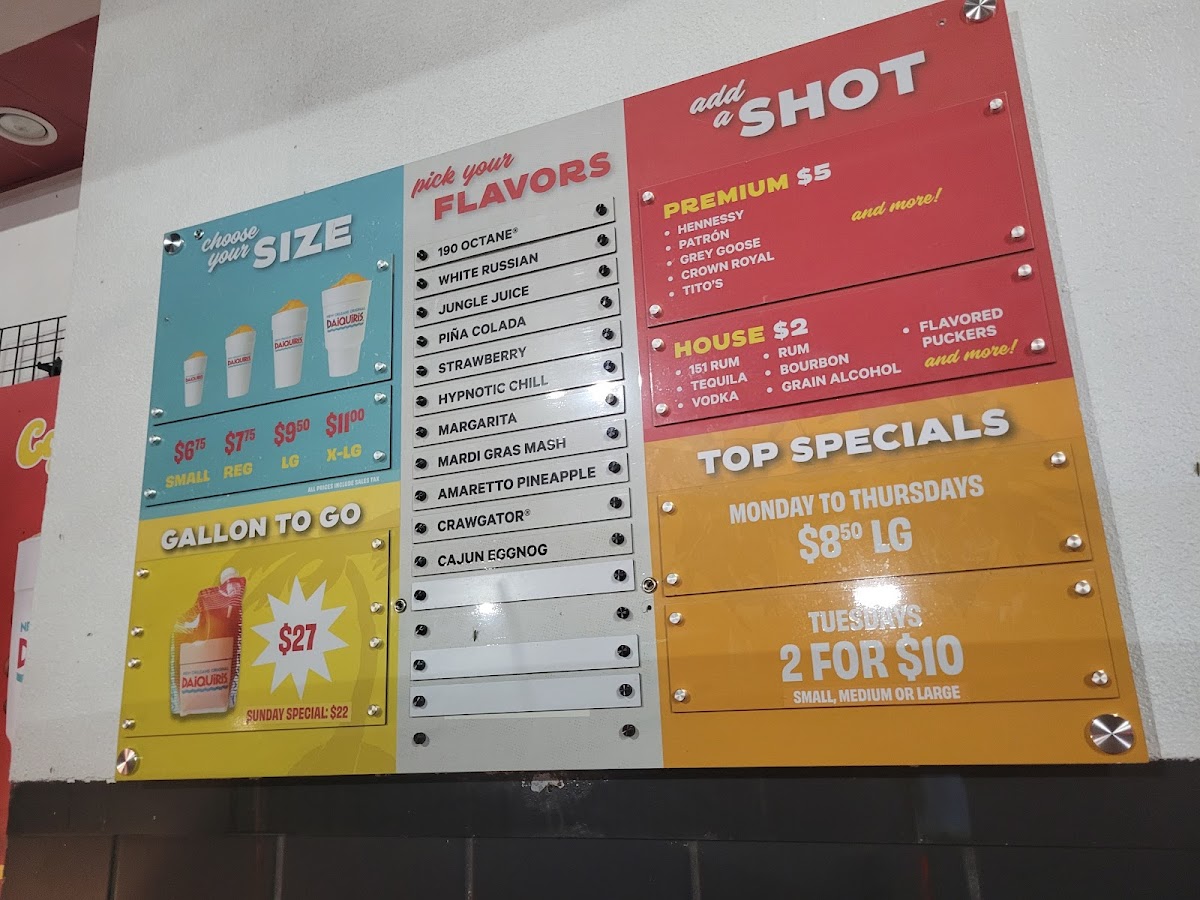 choose
your SIZE
DAIQUIRIS
DAIQUIRIS
DAIQUIRIS
DAIQUIRIS
$6.75 $7.75 $9.50 $11.00
SMALL REG LG X-LG
ALL PRICES INCLUDE SALES TAX
GALLON TO GO
$27
DAIQUIRIS
SUNDAY SPECIAL: $22
pick your
FLAVORS
190 OCTANE®
WHITE RUSSIAN
JUNGLE JUICE
PIÑA COLADA
STRAWBERRY
HYPNOTIC CHILL
MARGARITA
MARDI GRAS MASH
AMARETTO PINEAPPLE
CRAWGATOR®
CAJUN EGGNOG
add
a SHOT
PREMIUM $5
• HENNESSY
• PATRÓN
• GREY GOOSE
• CROWN ROYAL
• TITO'S
and more!
HOUSE $2
• 151 RUM
• TEQUILA
• VODKA
• RUM
• BOURBON
• GRAIN ALCOHOL
• FLAVORED
PUCKERS
and more!
TOP SPECIALS
MONDAY TO THURSDAYS
$8.50 LG
TUESDAYS
2 FOR $10
SMALL, MEDIUM OR LARGE